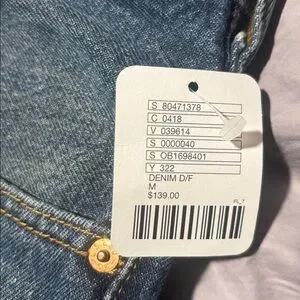 S 80471378
C 0418
V 039614
S 0000040
S OB1698401
Y 322
DENIM D/F
M
$139.00